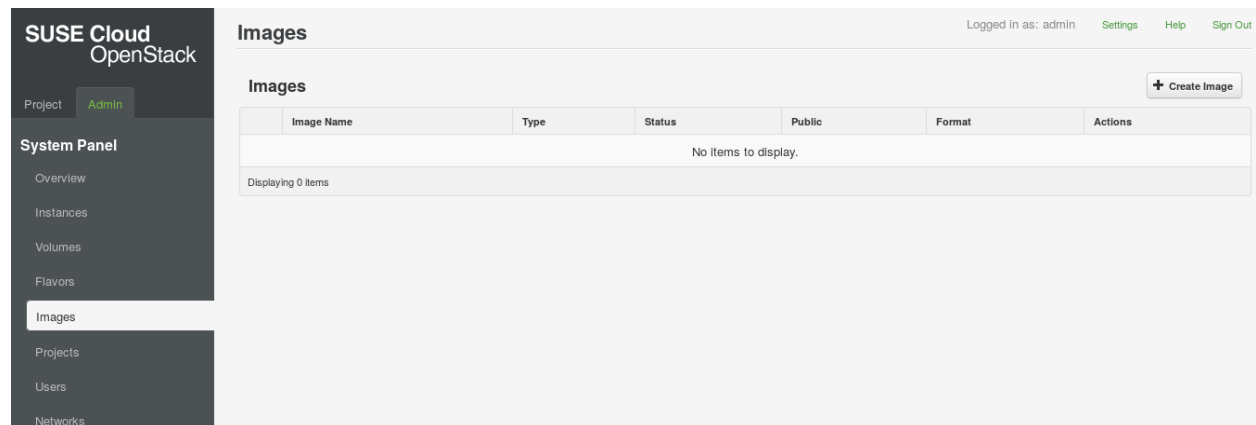 SUSE Cloud
OpenStack
Project Admin
System Panel
Overview
Instances
Volumes
Flavors
Images
Projects
Users
Networks
Images
Logged in as: admin Settings Help Sign Out
Images
+ Create Image
Image Name Type Status Public Format Actions
No items to display.
Displaying 0 items